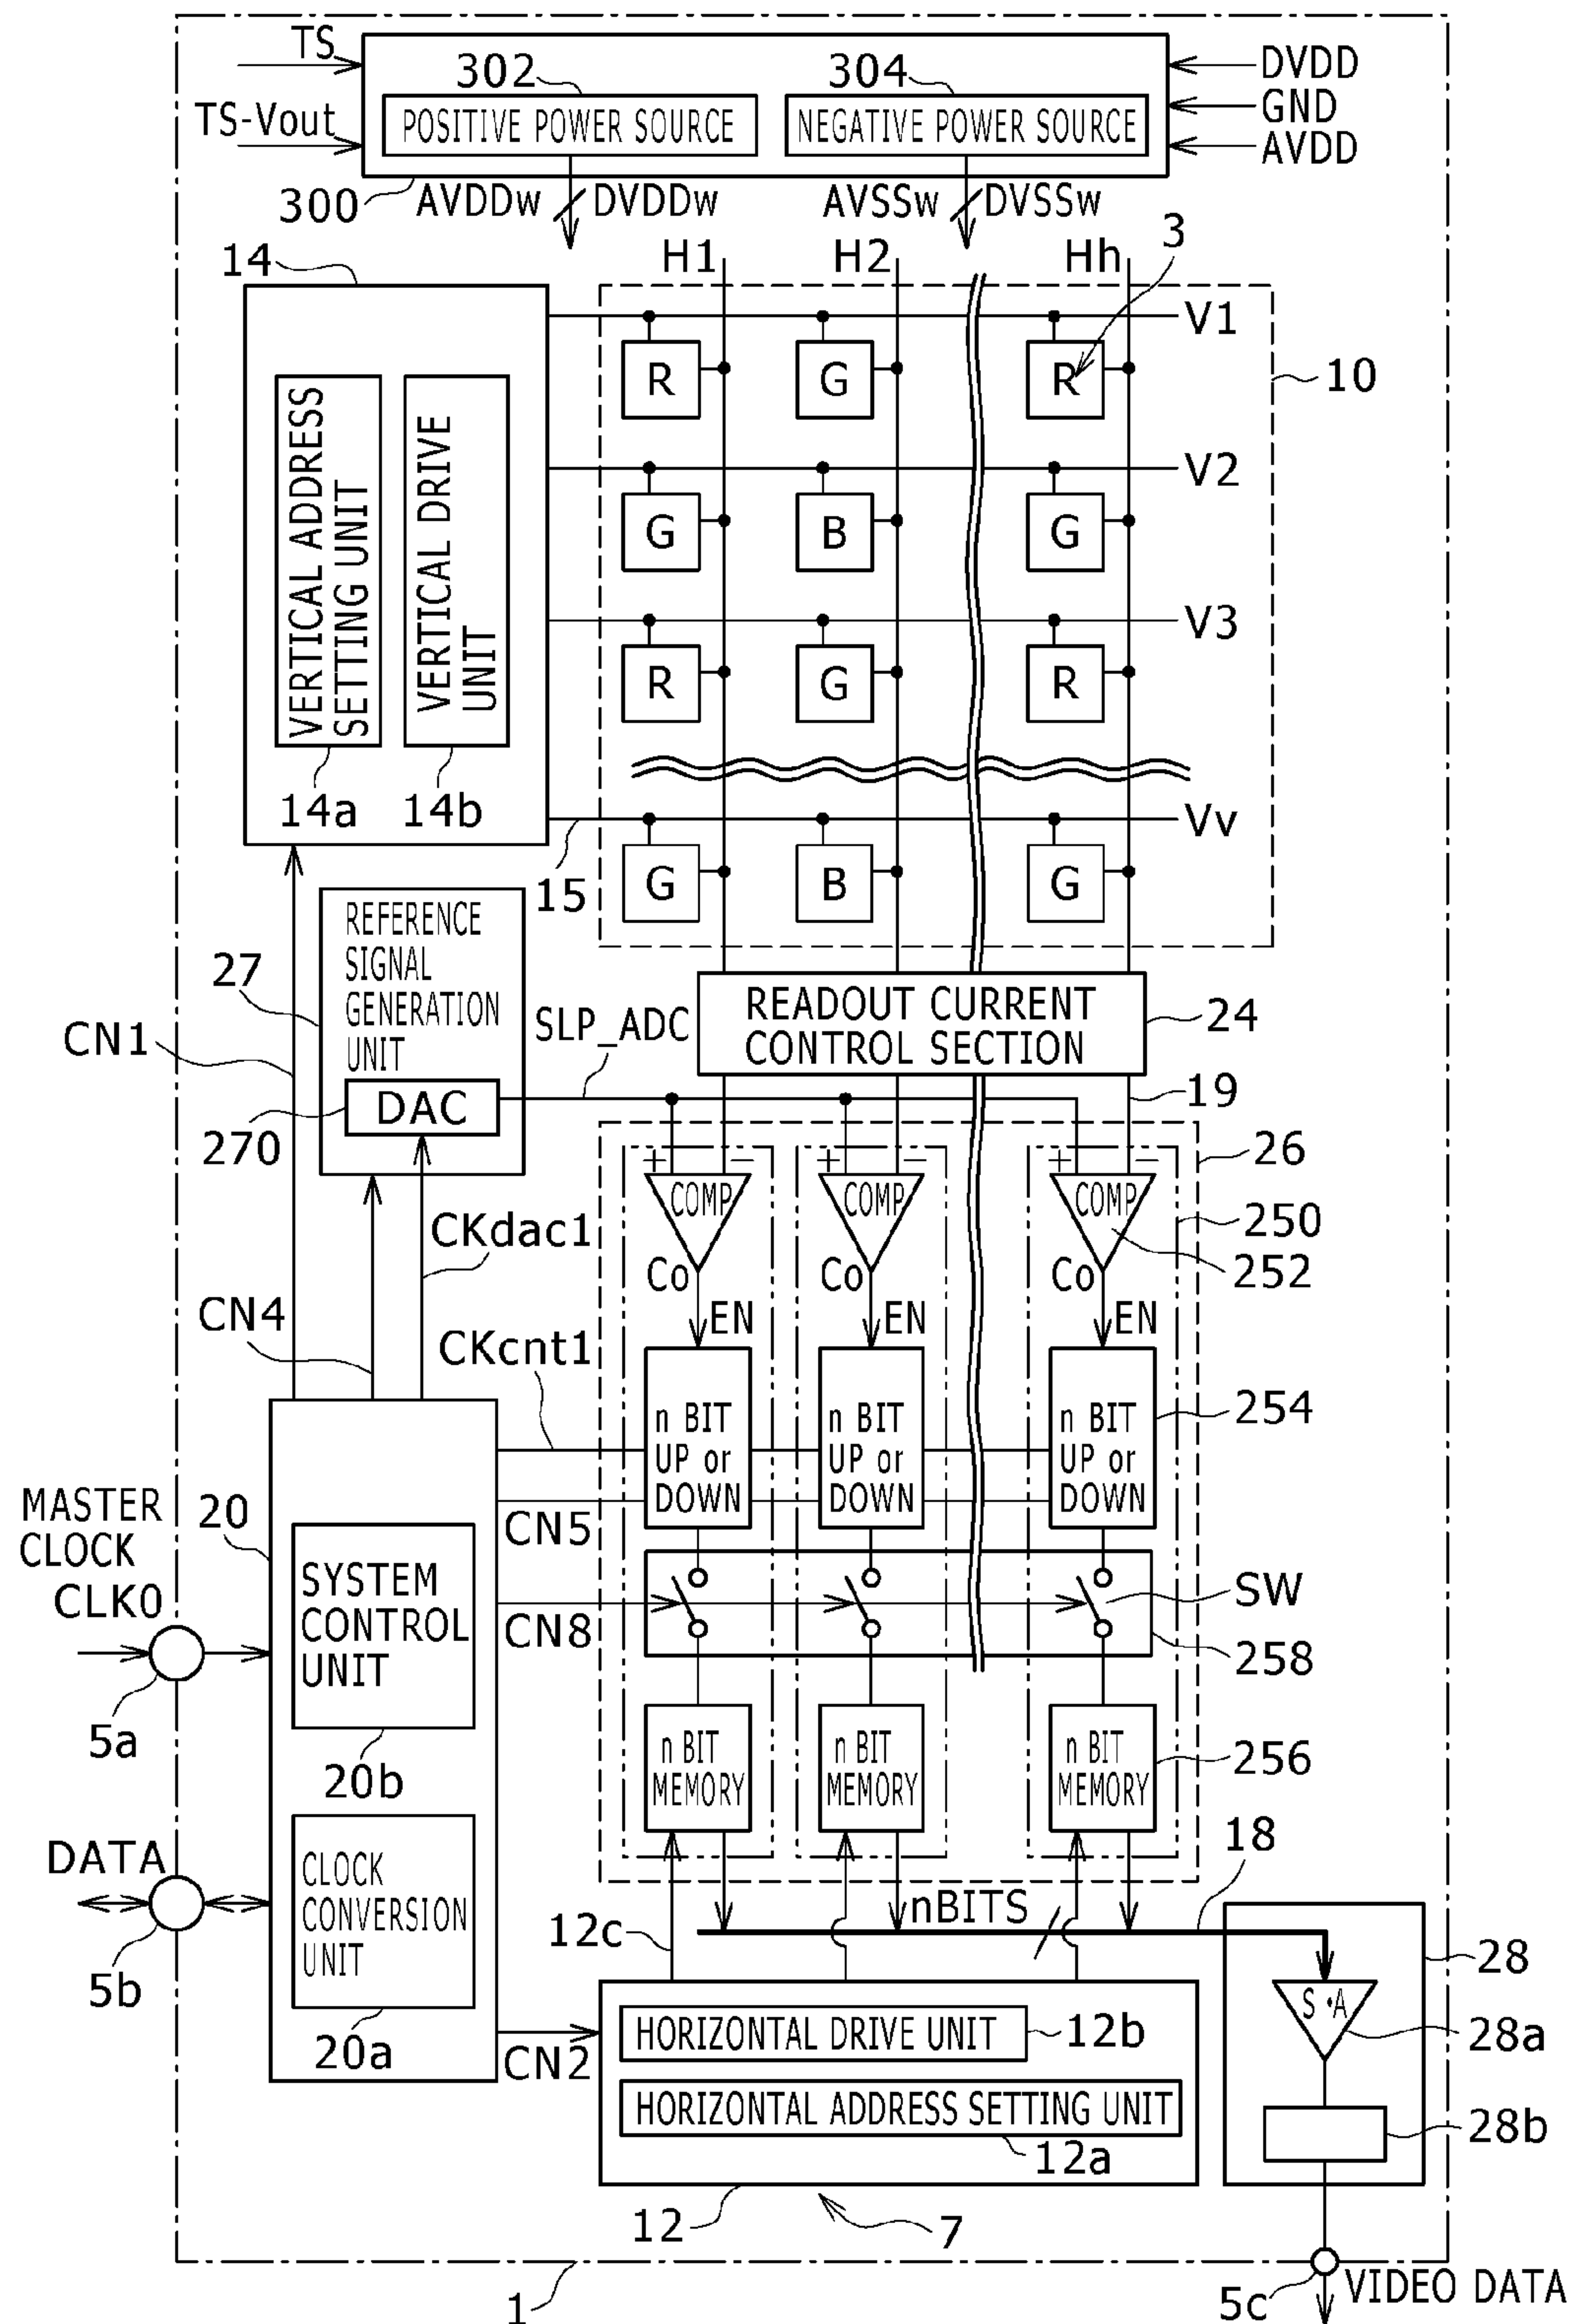 TS
302
304
DVDD
POSITIVE POWER SOURCE
NEGATIVE POWER SOURCE
TS-Vout
GND
AVDD
300
AVDDw
DVDDw
AVSSw
DVSSw
3
14
H1
H2
Hh
V1
R
G
R
10
VERTICAL ADDRESS
SETTING UNIT
VERTICAL DRIVE
UNIT
V2
G
B
G
V3
R
G
R
14a
14b
Vv
15
G
B
G
REFERENCE
SIGNAL
GENERATION
UNIT
27
READOUT CURRENT
CONTROL SECTION
24
SLP_ADC
CN1
DAC
19
270
26
+
−
+
−
+
−
COMP
COMP
COMP
250
CKdac1
252
Co
Co
Co
EN
EN
EN
CN4
CKcnt1
n BIT
UP or
DOWN
n BIT
UP or
DOWN
n BIT
UP or
DOWN
254
MASTER
CLOCK
CLK0
20
CN5
SYSTEM
CONTROL
UNIT
SW
CN8
258
5a
20b
n BIT
MEMORY
n BIT
MEMORY
n BIT
MEMORY
256
DATA
CLOCK
CONVERSION
UNIT
18
nBITS
12c
28
5b
20a
S・A
28a
HORIZONTAL DRIVE UNIT
12b
CN2
HORIZONTAL ADDRESS SETTING UNIT
28b
12a
12
7
1
5c
VIDEO DATA